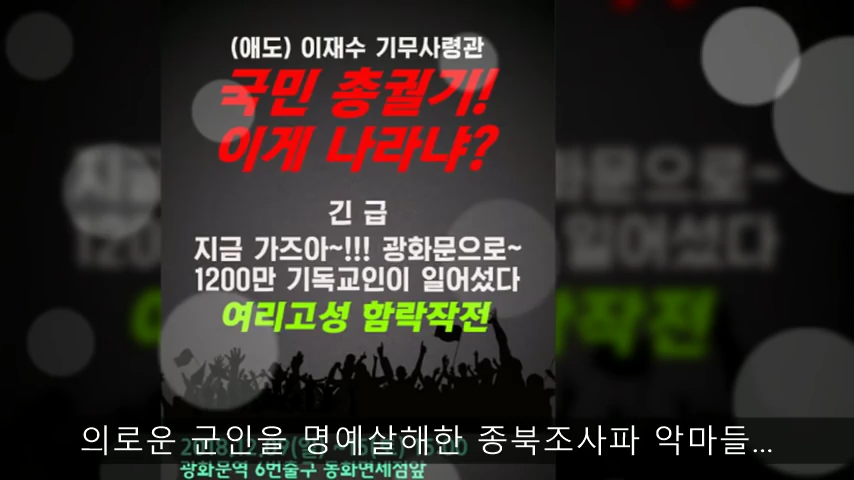 (애도) 이재수 기무사령관
국민 총궐기!
이게 나라냐?
긴급
지금 가즈아~!!! 광화문으로~
1200만 기독교인이 일어섰다
여리고성 함락작전
의로운 군인을 명예살해한 종북조사파 악마들...
광화문역 6번출구 동화면세점앞